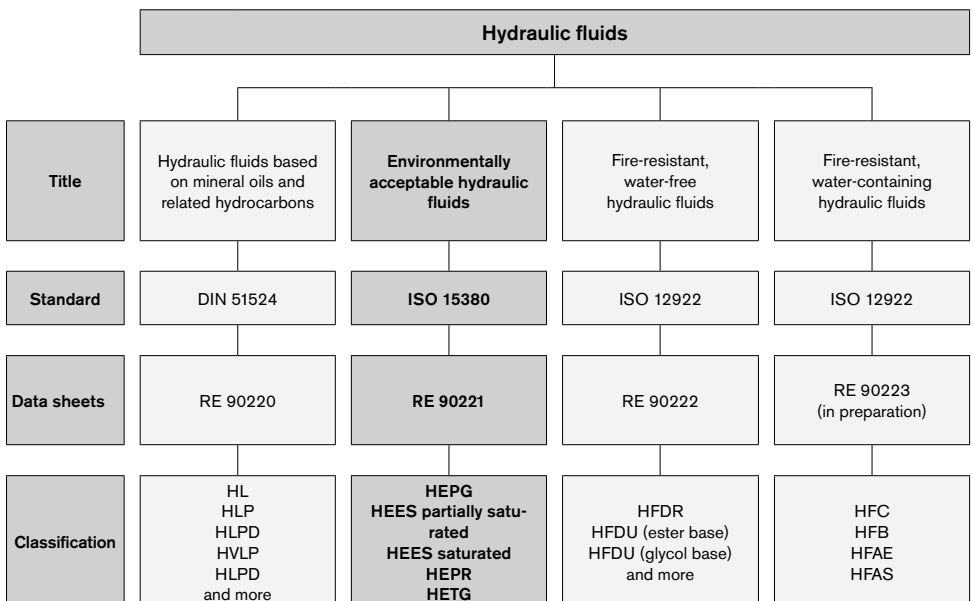 Hydraulic fluids
Title
Hydraulic fluids based
on mineral oils and
related hydrocarbons
Environmentally
acceptable hydraulic
fluids
Fire-resistant,
water-free
hydraulic fluids
Fire-resistant,
water-containing
hydraulic fluids
Standard
DIN 51524
ISO 15380
ISO 12922
ISO 12922
Data sheets
RE 90220
RE 90221
RE 90222
RE 90223
(in preparation)
Classification
HL
HLP
HLPD
HVLP
HLPD
and more
HEPG
HEES partially satu-
rated
HEES saturated
HEPR
HETG
HFDR
HFDU (ester base)
HFDU (glycol base)
and more
HFC
HFB
HFAE
HFAS